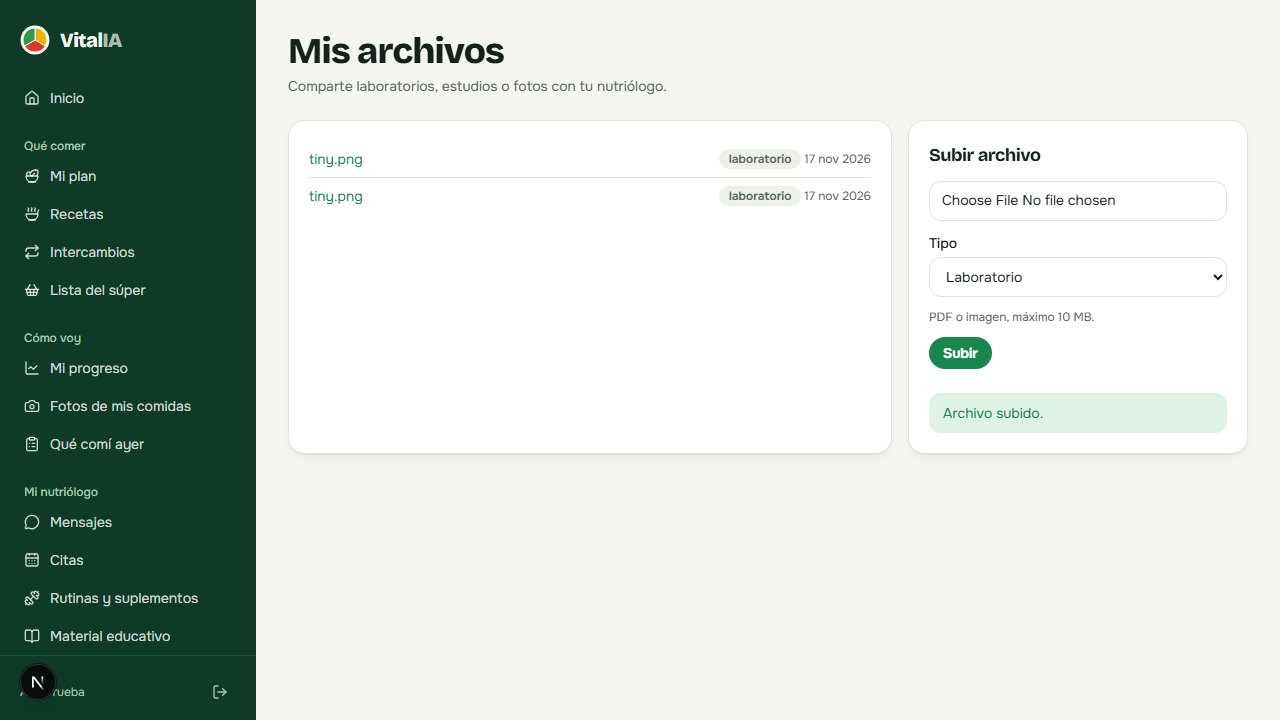 VitalIA
Inicio
Qué comer
Mi plan
Recetas
Intercambios
Lista del súper
Cómo voy
Mi progreso
Fotos de mis comidas
Qué comí ayer
Mi nutriólogo
Mensajes
Citas
Rutinas y suplementos
Material educativo
N
Mis archivos
Comparte laboratorios, estudios o fotos con tu nutriólogo.
tiny.png laboratorio 17 nov 2026
tiny.png laboratorio 17 nov 2026
Subir archivo
Choose File No file chosen
Tipo
Laboratorio
PDF o imagen, máximo 10 MB.
Subir
Archivo subido.